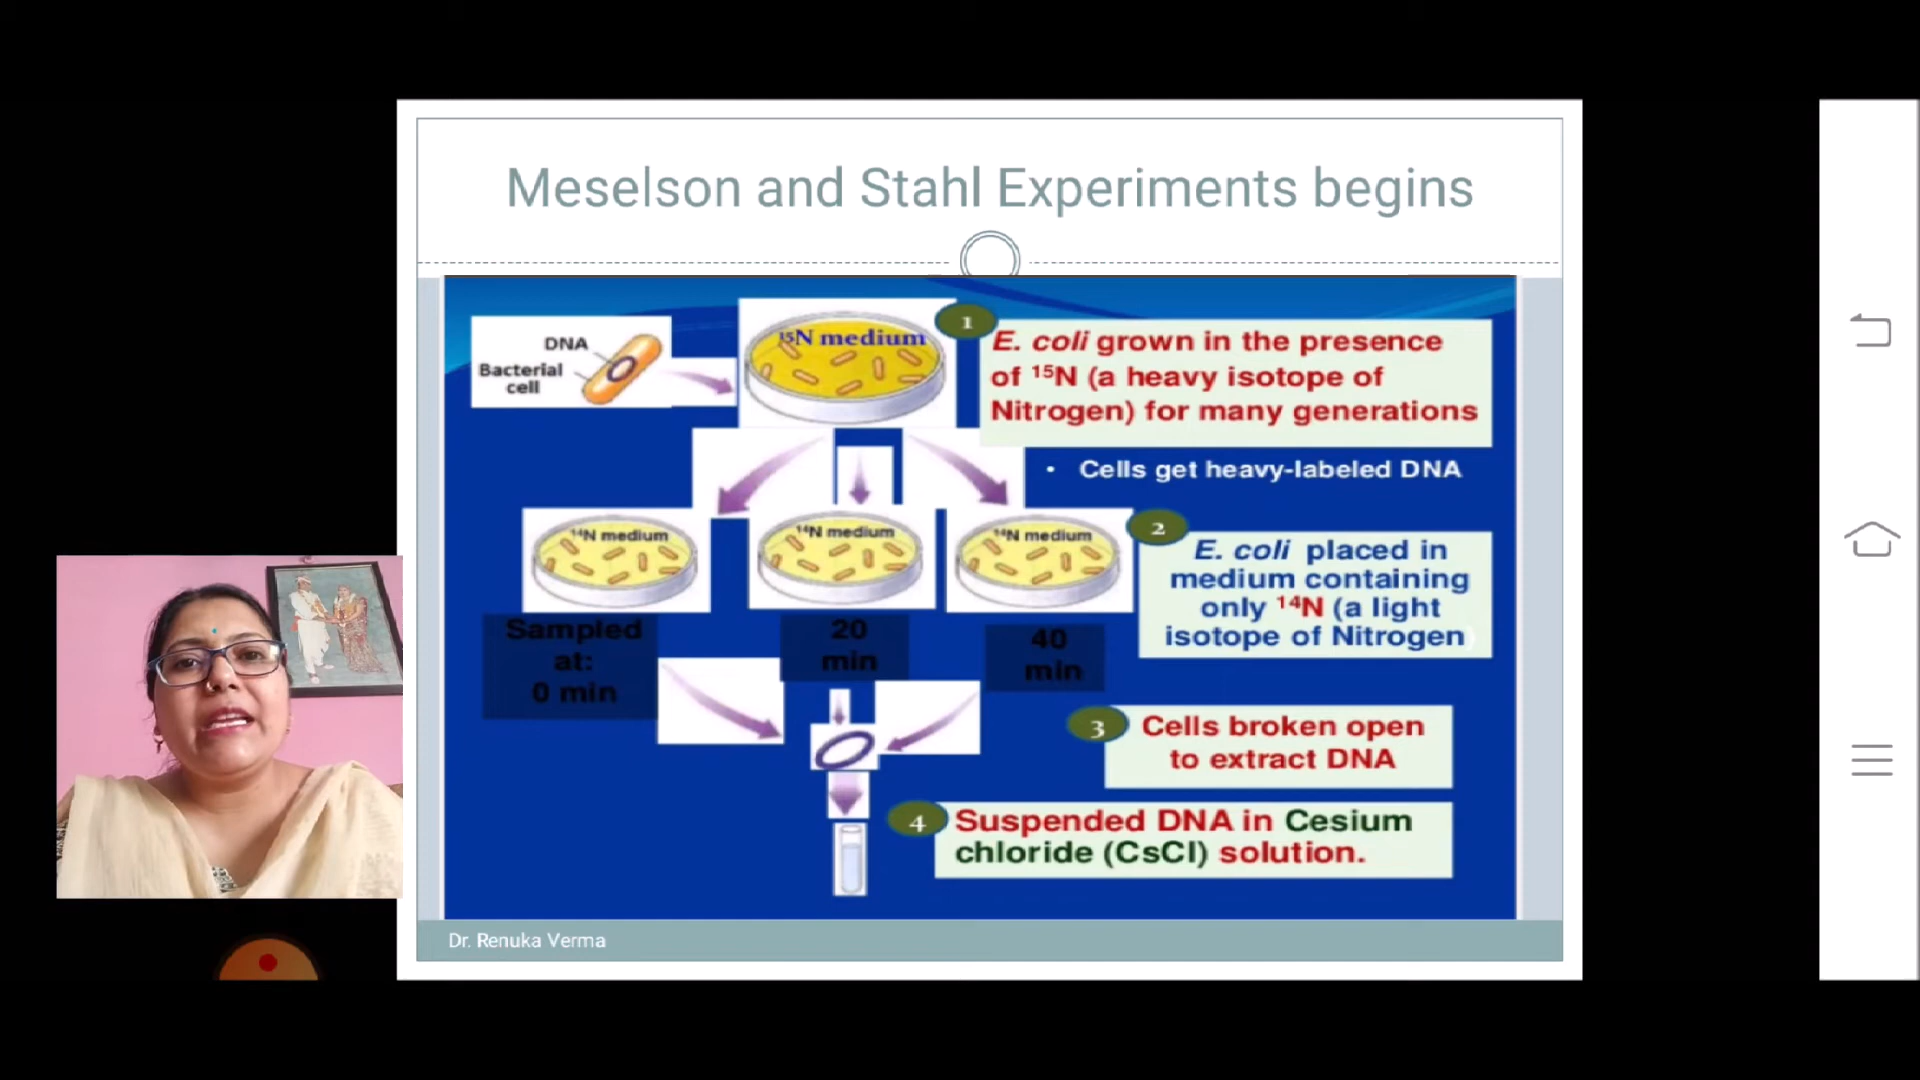 Meselson and Stahl Experiments begins
DNA
Bacterial
cell
¹⁵N medium
1
E. coli grown in the presence
of ¹⁵N (a heavy isotope of
Nitrogen) for many generations
• Cells get heavy-labeled DNA
¹⁴N medium
¹⁴N medium
¹⁴N medium
2
E. coli placed in
medium containing
only ¹⁴N (a light
isotope of Nitrogen)
Sampled
at:
0 min
20
min
40
min
3
Cells broken open
to extract DNA
4
Suspended DNA in Cesium
chloride (CsCl) solution.
Dr. Renuka Verma